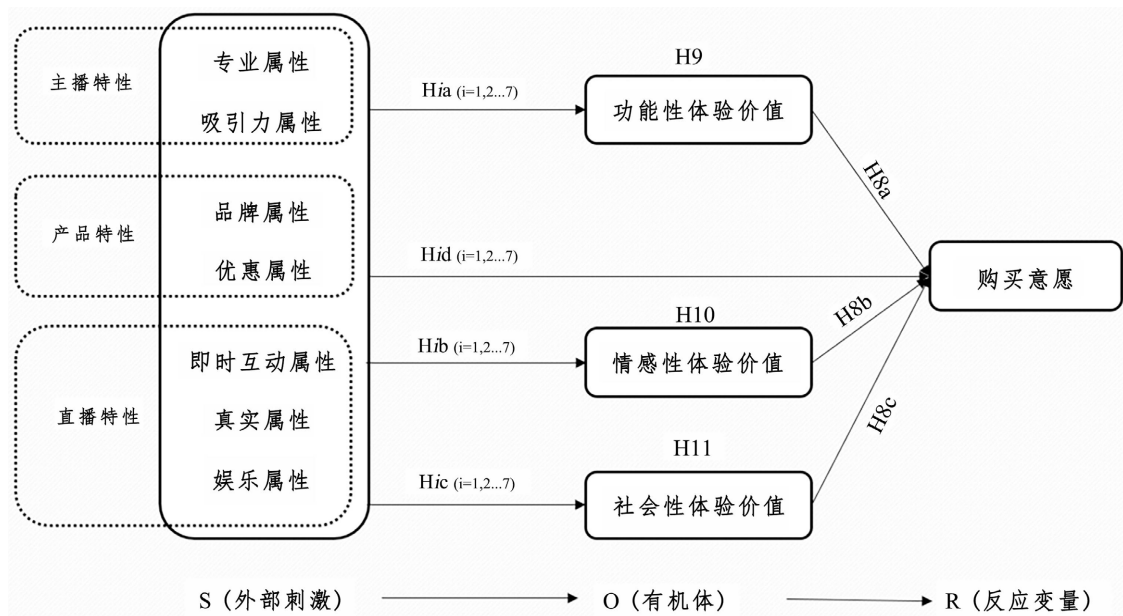 主播特性
专业属性
吸引力属性
产品特性
品牌属性
优惠属性
直播特性
即时互动属性
真实属性
娱乐属性
Hia (i=1,2...7)
Hid (i=1,2...7)
Hib (i=1,2...7)
Hic (i=1,2...7)
H9
功能性体验价值
H10
情感性体验价值
H11
社会性体验价值
H8a
H8b
H8c
购买意愿
S (外部刺激)
O (有机体)
R (反应变量)